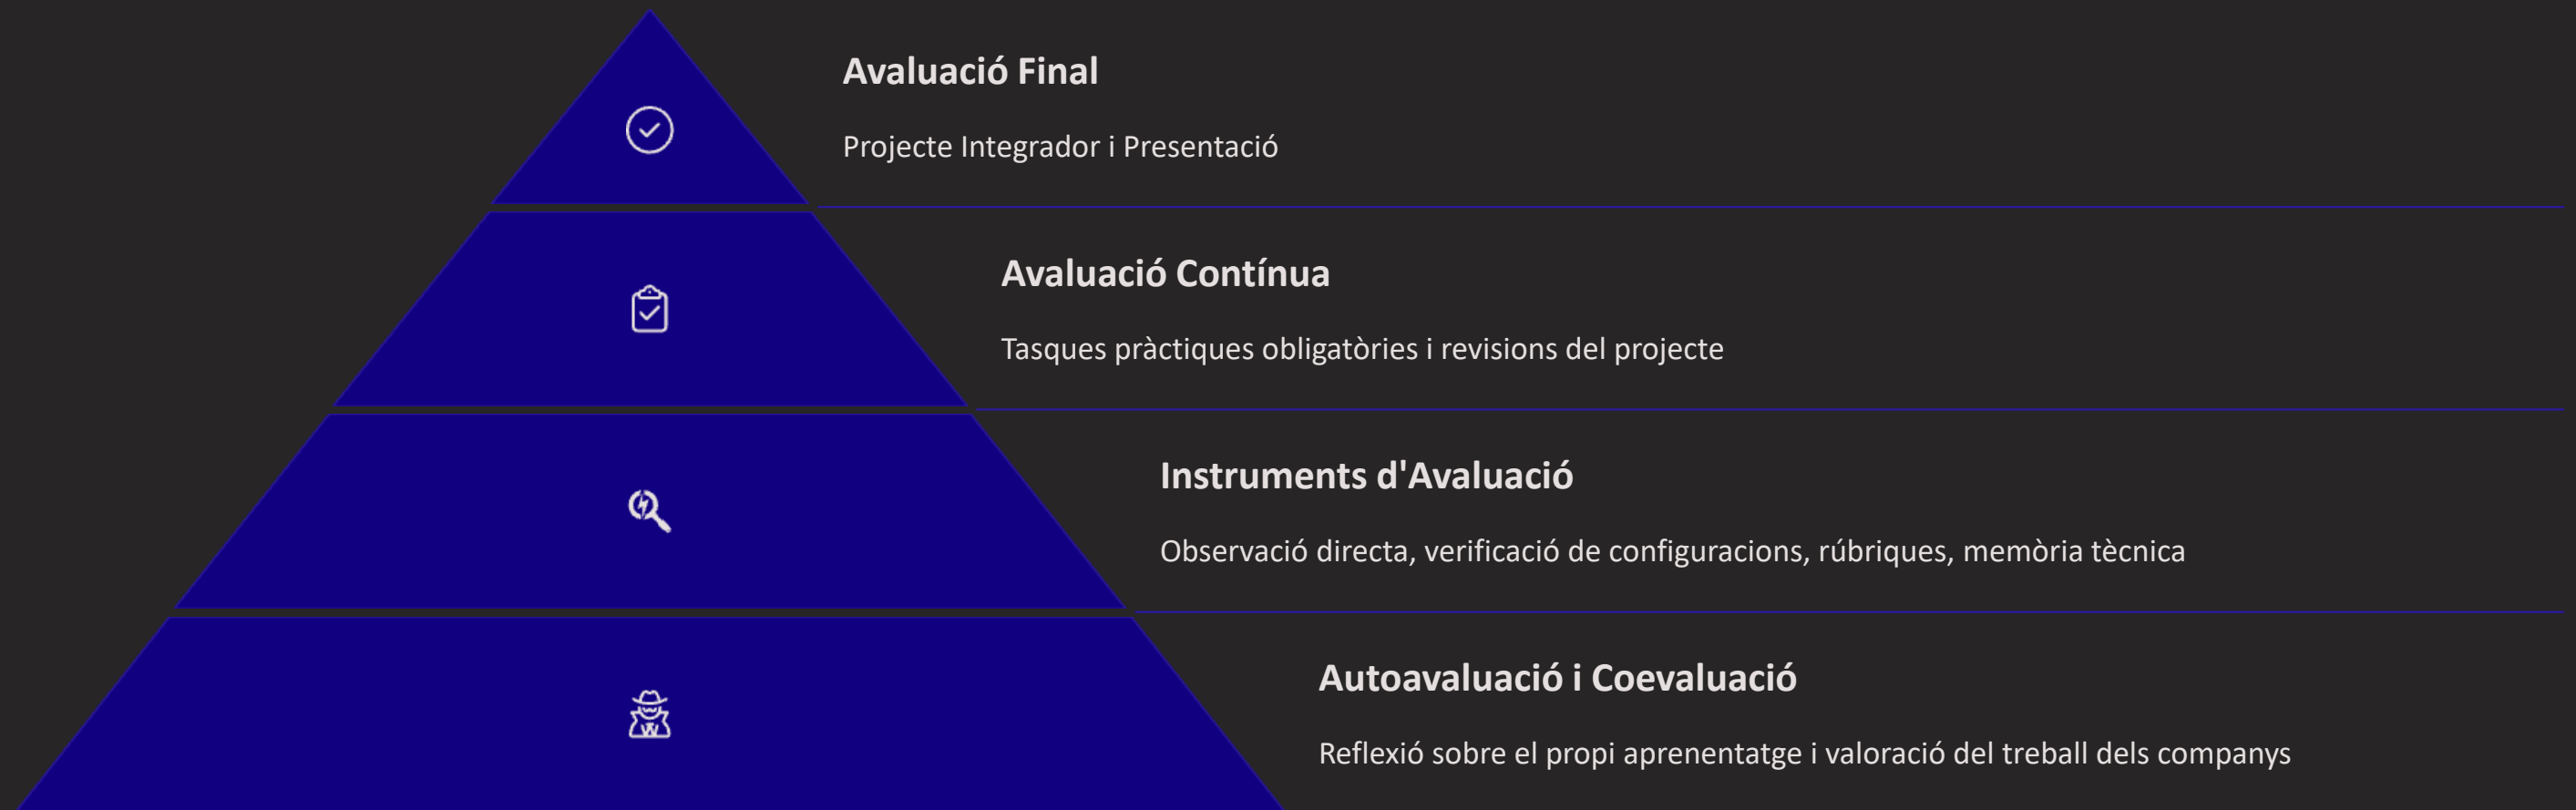 Avaluació Final
Projecte Integrador i Presentació
Avaluació Contínua
Tasques pràctiques obligatòries i revisions del projecte
Instruments d'Avaluació
Observació directa, verificació de configuracions, rúbriques, memòria tècnica
Autoavaluació i Coevaluació
Reflexió sobre el propi aprenentatge i valoració del treball dels companys